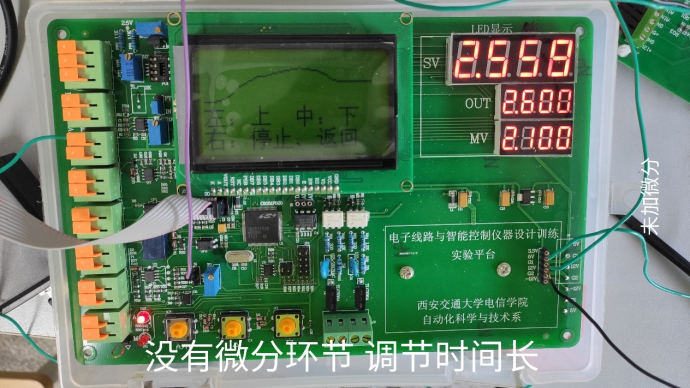 LED显示
2.5V
SV 2.558
OUT 2.600
MV 2.100
左: 上 中: 下
右: 停止 返回
未加微分
电子线路与智能控制仪器设计训练
实验平台
西安交通大学电信学院
自动化科学与技术系
没有微分环节 调节时间长